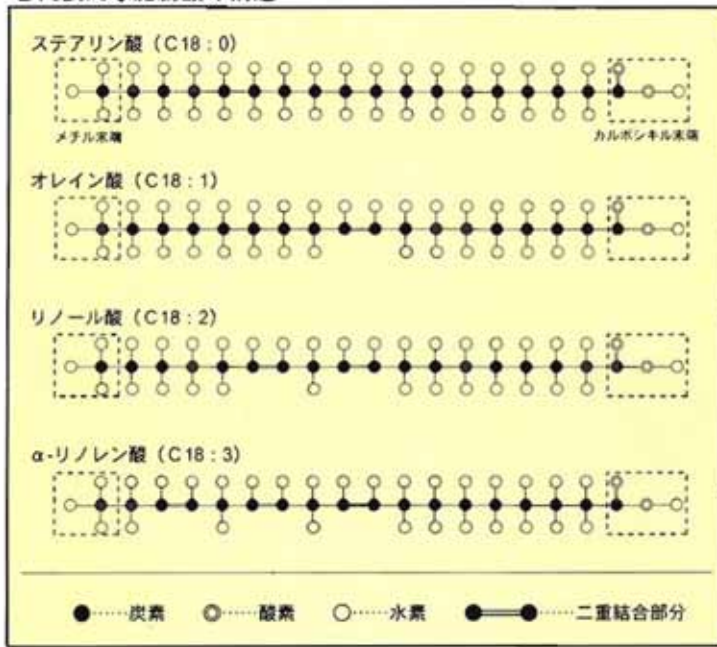 ステアリン酸（C18：0）
メチル末端
カルボシキル末端
オレイン酸（C18：1）
リノール酸（C18：2）
α-リノレン酸（C18：3）
●……炭素 ◎……酸素 ○……水素 ●══●……二重結合部分